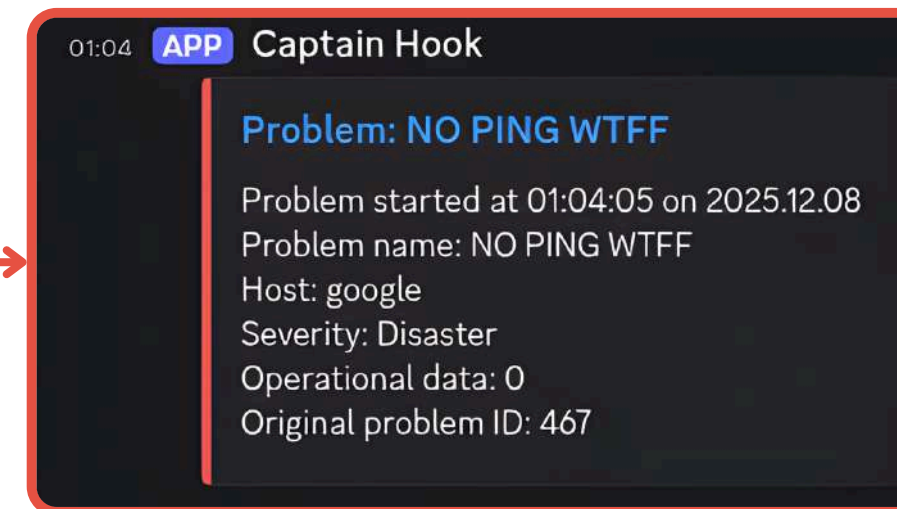 01:04 APP Captain Hook
Problem: NO PING WTFF
Problem started at 01:04:05 on 2025.12.08
Problem name: NO PING WTFF
Host: google
Severity: Disaster
Operational data: 0
Original problem ID: 467